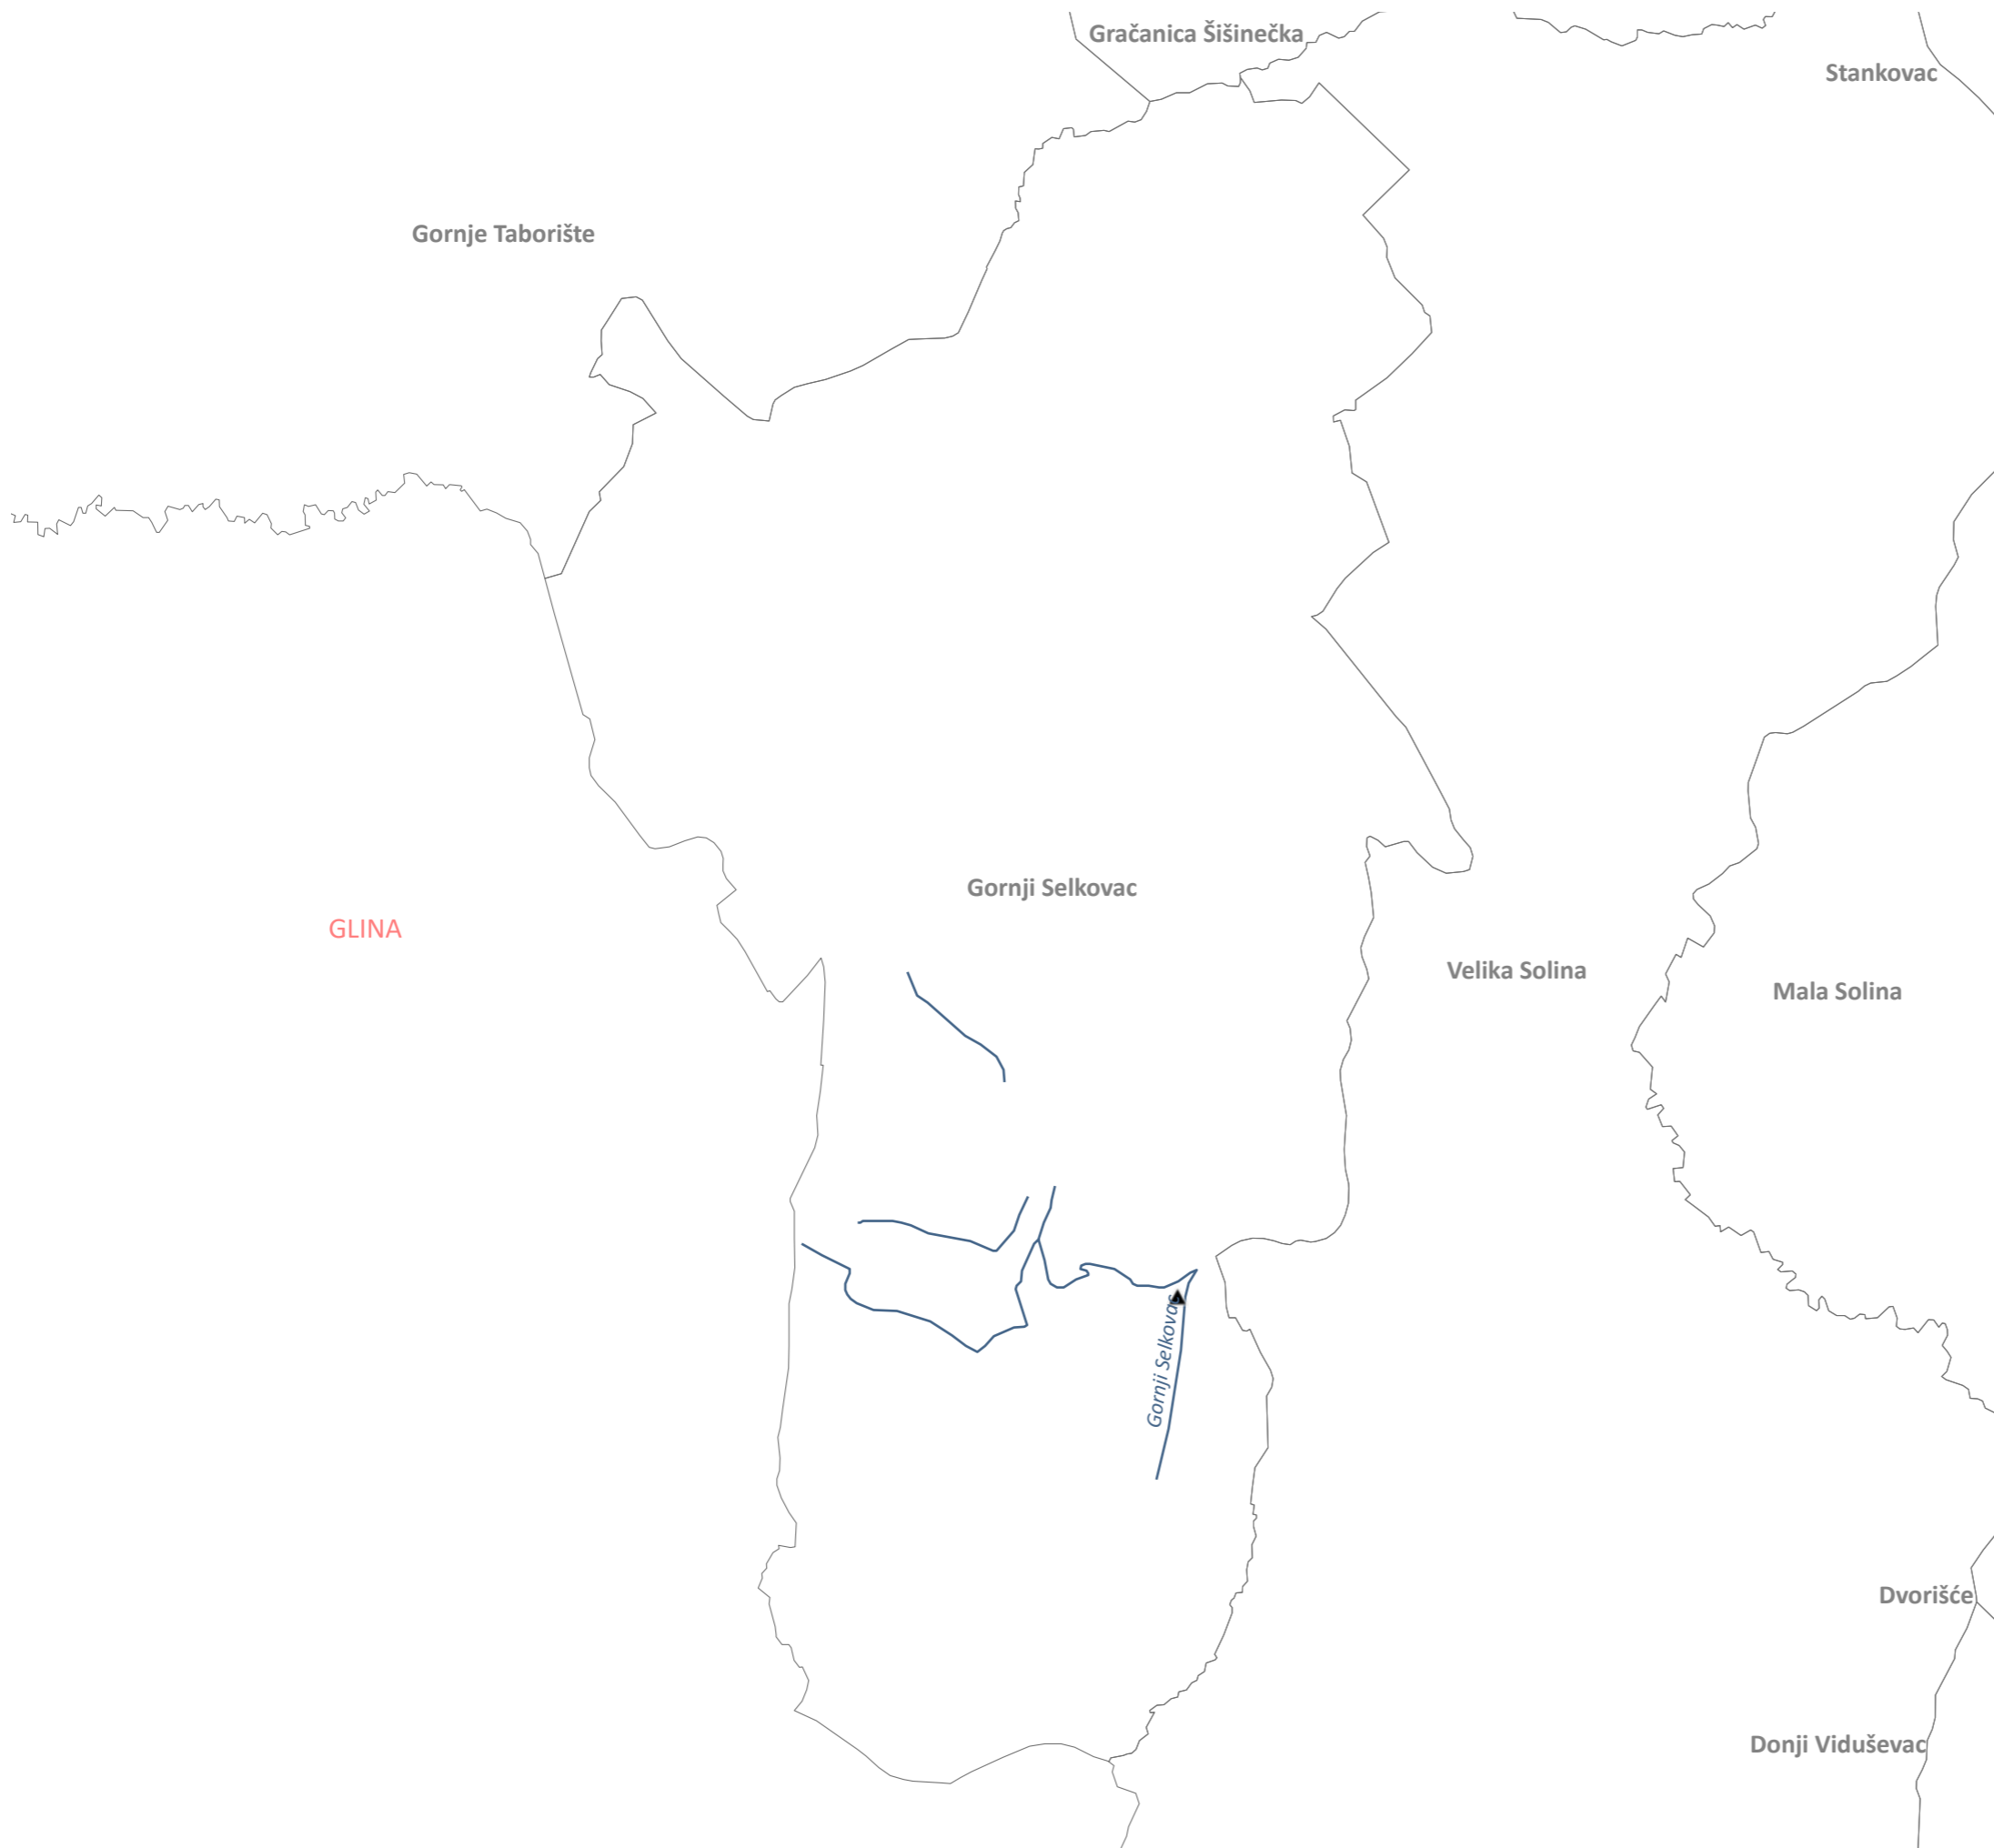 Gračanica Šišinečka
Stankovac
Gornje Taborište
Gornji Selkovac
GLINA
Velika Solina
Mala Solina
Gornji Selkovac
Dvorišće
Donji Viduševac